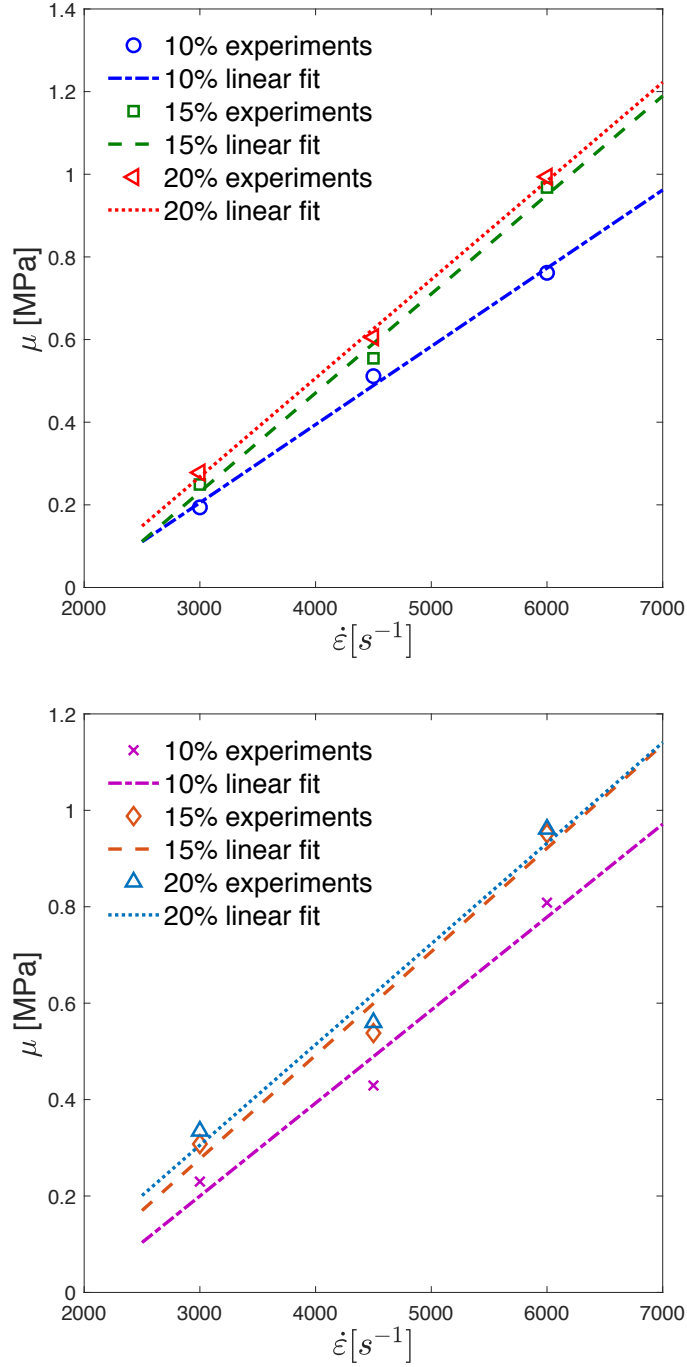 1.4
1.2
1
0.8
0.6
0.4
0.2
0
μ [MPa]
10% experiments
10% linear fit
15% experiments
15% linear fit
20% experiments
20% linear fit
2000 3000 4000 5000 6000 7000
ε̇[s⁻¹]
1.2
1
0.8
0.6
0.4
0.2
0
μ [MPa]
10% experiments
10% linear fit
15% experiments
15% linear fit
20% experiments
20% linear fit
2000 3000 4000 5000 6000 7000
ε̇[s⁻¹]